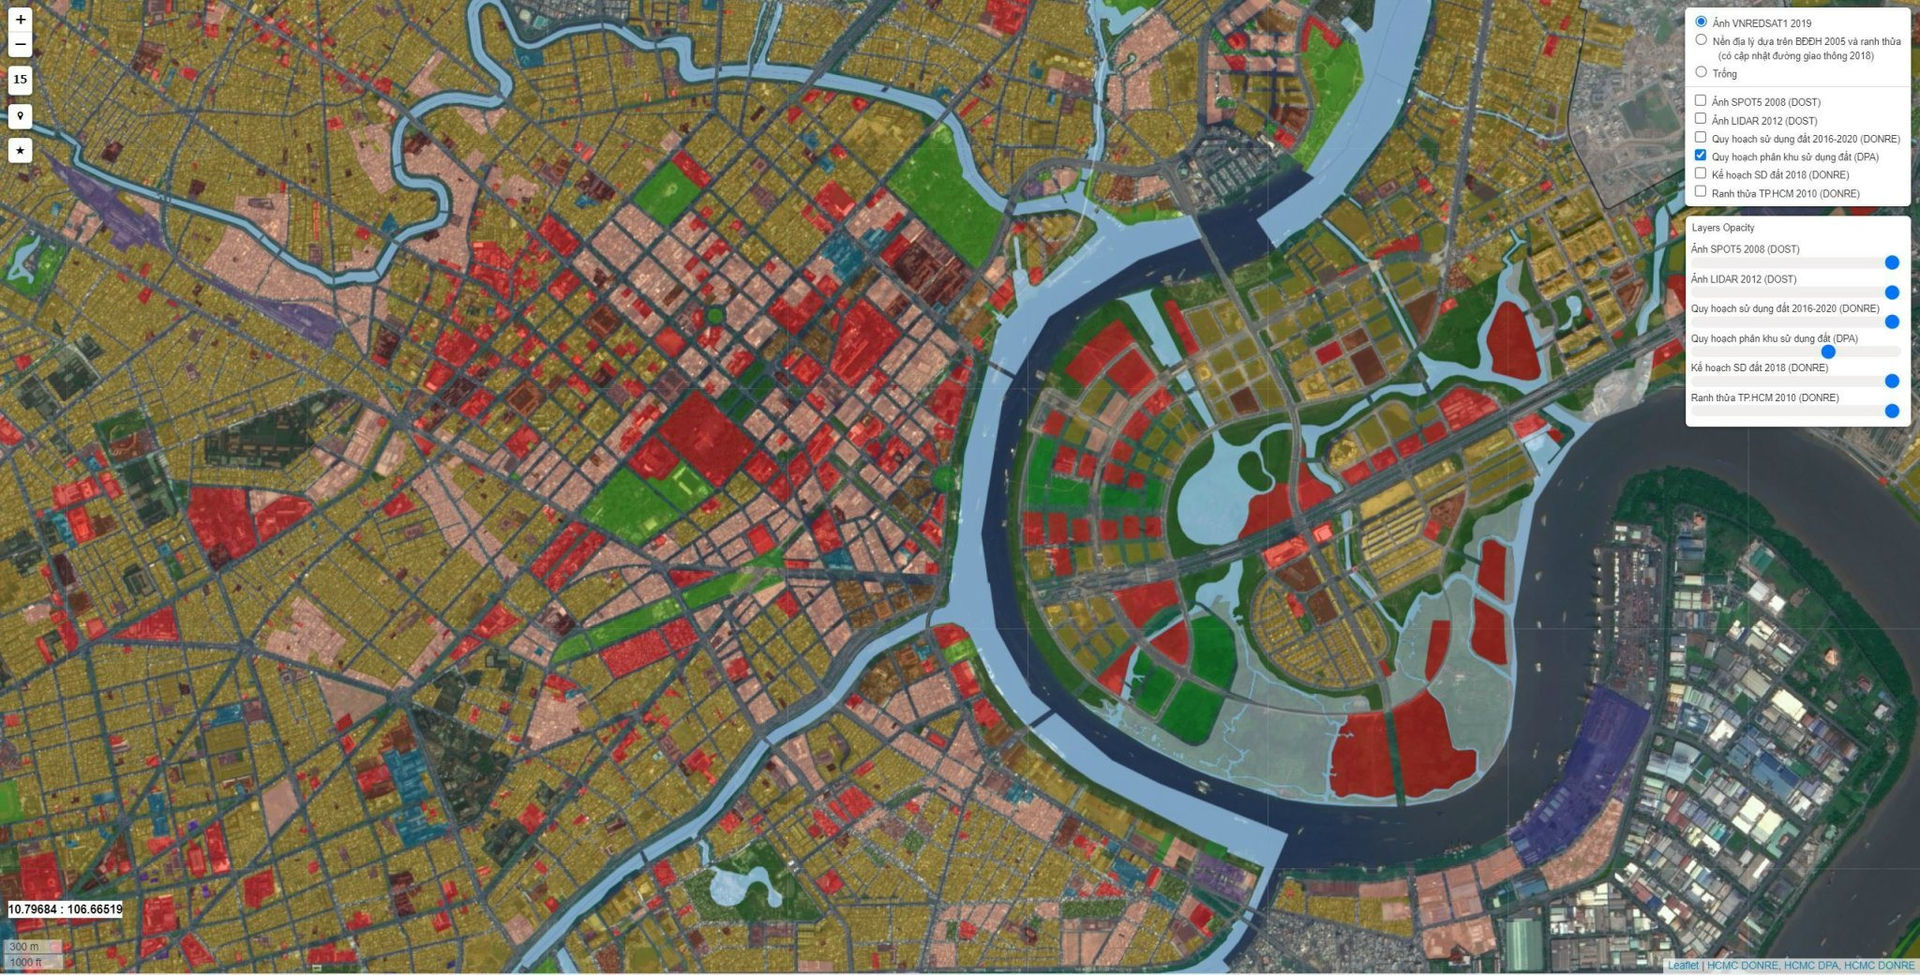 +
−
15
★
Ảnh VNREDSAT1 2019
Nền địa lý dựa trên BĐĐH 2005 và ranh thửa
(có cập nhật đường giao thông 2018)
Trống
Ảnh SPOT5 2008 (DOST)
Ảnh LIDAR 2012 (DOST)
Quy hoạch sử dụng đất 2016-2020 (DONRE)
Quy hoạch phân khu sử dụng đất (DPA)
Kế hoạch SD đất 2018 (DONRE)
Ranh thửa TP.HCM 2010 (DONRE)
Layers Opacity
Ảnh SPOT5 2008 (DOST)
Ảnh LIDAR 2012 (DOST)
Quy hoạch sử dụng đất 2016-2020 (DONRE)
Quy hoạch phân khu sử dụng đất (DPA)
Kế hoạch SD đất 2018 (DONRE)
Ranh thửa TP.HCM 2010 (DONRE)
10.79684 : 106.66519
300 m
1000 ft
Leaflet | HCMC DONRE, HCMC DPA, HCMC DONRE